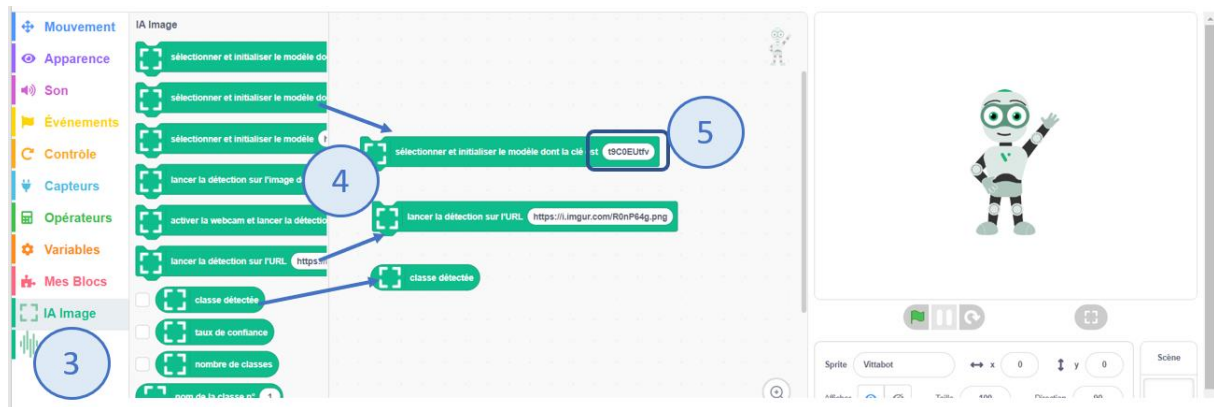 Mouvement
Apparence
Son
Événements
Contrôle
Capteurs
Opérateurs
Variables
Mes Blocs
IA Image
3
IA Image
sélectionner et initialiser le modèle do
sélectionner et initialiser le modèle do
sélectionner et initialiser le modèle
lancer la détection sur l'image d
activer la webcam et lancer la détectio
lancer la détection sur l'URL https:
classe détectée
taux de confiance
nombre de classes
nom de la classe n° 1
4
sélectionner et initialiser le modèle dont la clé est t9C0EUtfv
5
lancer la détection sur l'URL https://i.imgur.com/R0nP64g.png
classe détectée
Sprite Vittabot x 0 y 0
Afficher Taille 100 Direction 90
Scène